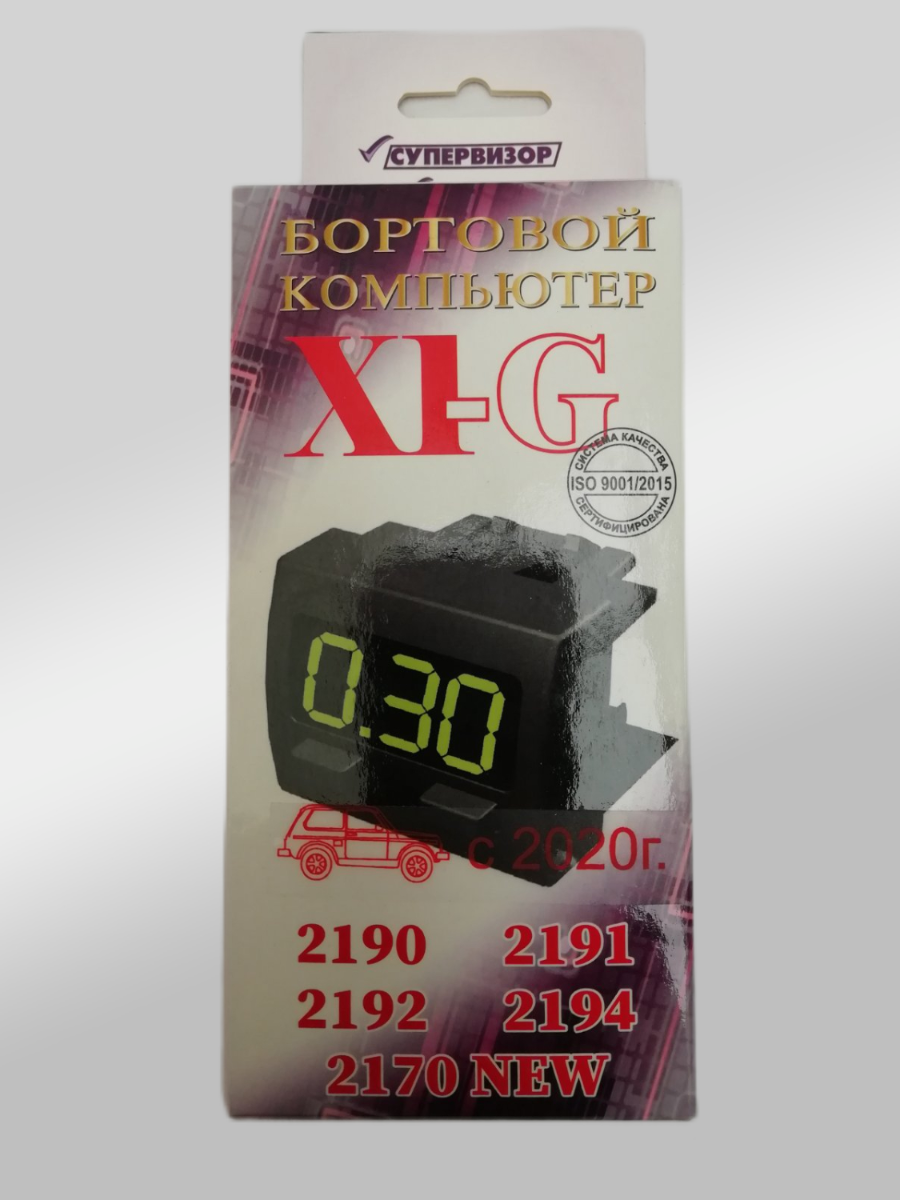 СУПЕРВИЗОР
БОРТОВОЙ
КОМПЬЮТЕР
X1-G
СИСТЕМА КАЧЕСТВА
ISO 9001/2015
СЕРТИФИЦИРОВАНА
0.30
с 2020г.
2190 2191
2192 2194
2170 NEW